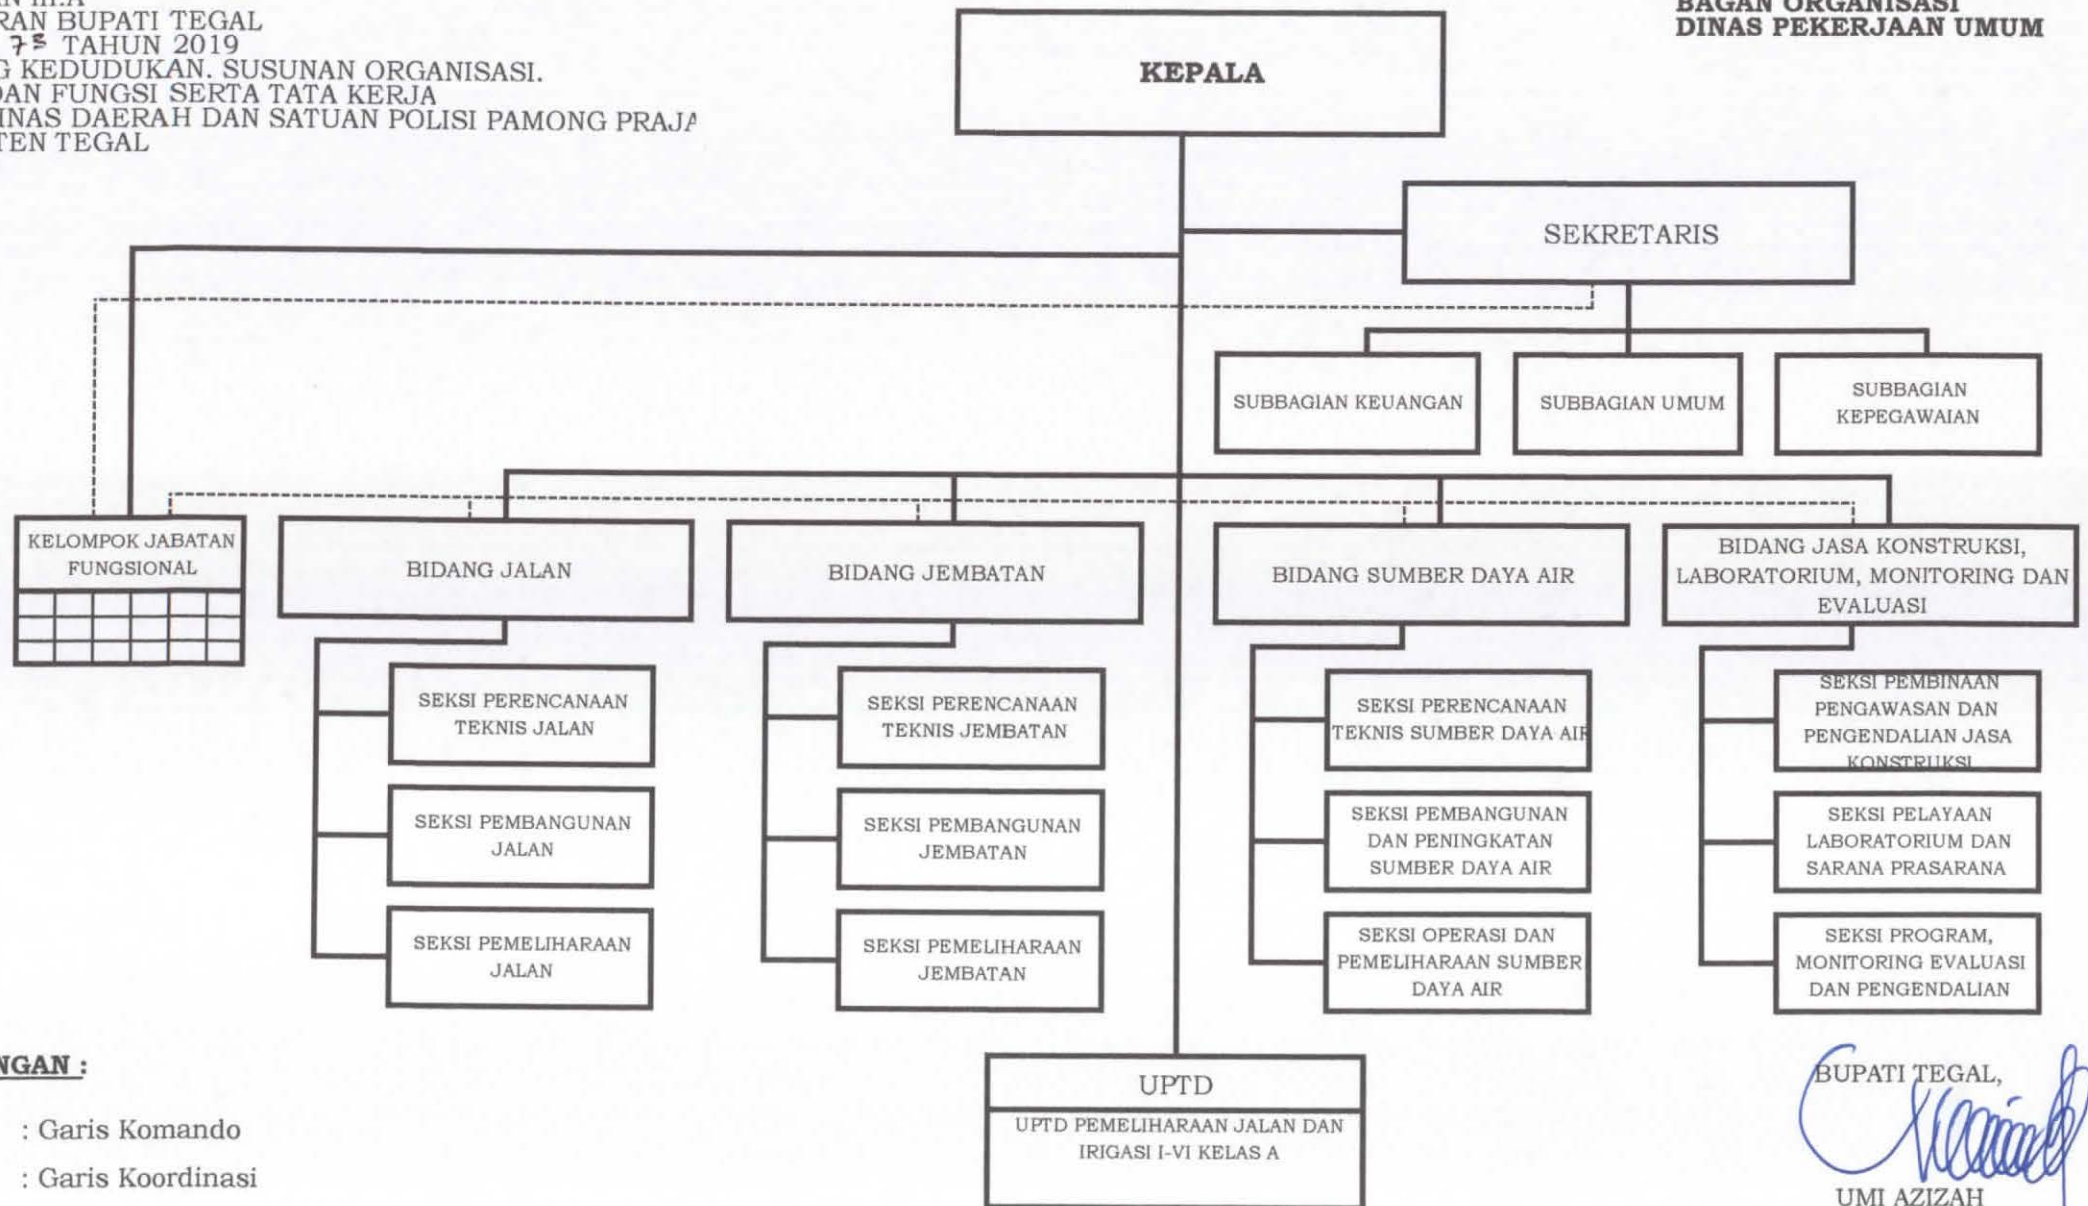 RAN BUPATI TEGAL
73 TAHUN 2019
G KEDUDUKAN. SUSUNAN ORGANISASI.
DAN FUNGSI SERTA TATA KERJA
INAS DAERAH DAN SATUAN POLISI PAMONG PRAJA
TEN TEGAL
BAGAN ORGANISASI
DINAS PEKERJAAN UMUM
KEPALA
SEKRETARIS
SUBBAGIAN KEUANGAN
SUBBAGIAN UMUM
SUBBAGIAN
KEPEGAWAIAN
KELOMPOK JABATAN
FUNGSIONAL
BIDANG JALAN
BIDANG JEMBATAN
BIDANG SUMBER DAYA AIR
BIDANG JASA KONSTRUKSI,
LABORATORIUM, MONITORING DAN
EVALUASI
SEKSI PERENCANAAN
TEKNIS JALAN
SEKSI PEMBANGUNAN
JALAN
SEKSI PEMELIHARAAN
JALAN
SEKSI PERENCANAAN
TEKNIS JEMBATAN
SEKSI PEMBANGUNAN
JEMBATAN
SEKSI PEMELIHARAAN
JEMBATAN
SEKSI PERENCANAAN
TEKNIS SUMBER DAYA AIR
SEKSI PEMBANGUNAN
DAN PENINGKATAN
SUMBER DAYA AIR
SEKSI OPERASI DAN
PEMELIHARAAN SUMBER
DAYA AIR
SEKSI PEMBINAAN
PENGAWASAN DAN
PENGENDALIAN JASA
KONSTRUKSI
SEKSI PELAYAAN
LABORATORIUM DAN
SARANA PRASARANA
SEKSI PROGRAM,
MONITORING EVALUASI
DAN PENGENDALIAN
UPTD
UPTD PEMELIHARAAN JALAN DAN
IRIGASI I-VI KELAS A
NGAN :
: Garis Komando
: Garis Koordinasi
BUPATI TEGAL,
UMI AZIZAH